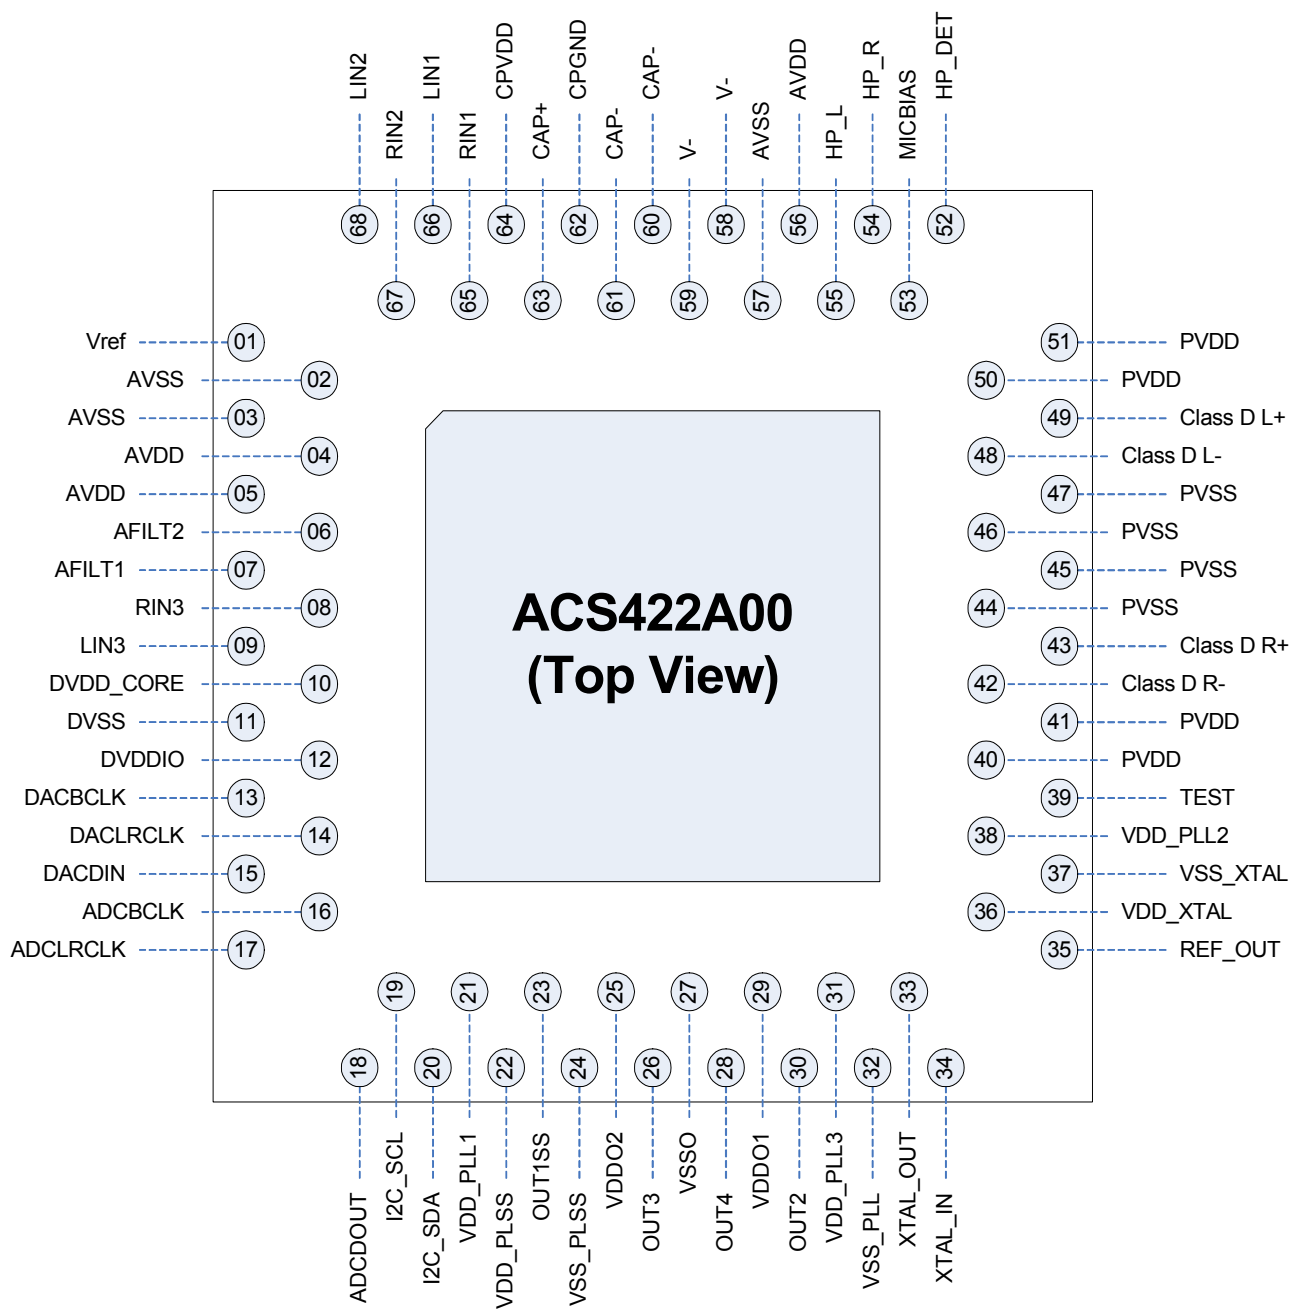 LIN2
RIN2
LIN1
RIN1
CPVDD
CAP+
CPGND
CAP-
CAP-
V-
V-
AVSS
AVDD
HP_L
HP_R
MICBIAS
HP_DET
68
67
66
65
64
63
62
61
60
59
58
57
56
55
54
53
52
Vref 01
AVSS 02
AVSS 03
AVDD 04
AVDD 05
AFILT2 06
AFILT1 07
RIN3 08
LIN3 09
DVDD_CORE 10
DVSS 11
DVDDIO 12
DACBCLK 13
DACLRCLK 14
DACDIN 15
ADCBCLK 16
ADCLRCLK 17
ACS422A00
(Top View)
51 PVDD
50 PVDD
49 Class D L+
48 Class D L-
47 PVSS
46 PVSS
45 PVSS
44 PVSS
43 Class D R+
42 Class D R-
41 PVDD
40 PVDD
39 TEST
38 VDD_PLL2
37 VSS_XTAL
36 VDD_XTAL
35 REF_OUT
18
19
20
21
22
23
24
25
26
27
28
29
30
31
32
33
34
ADCDOUT
I2C_SCL
I2C_SDA
VDD_PLL1
VDD_PLSS
OUT1SS
VSS_PLSS
VDDO2
OUT3
VSSO
OUT4
VDDO1
OUT2
VDD_PLL3
VSS_PLL
XTAL_OUT
XTAL_IN